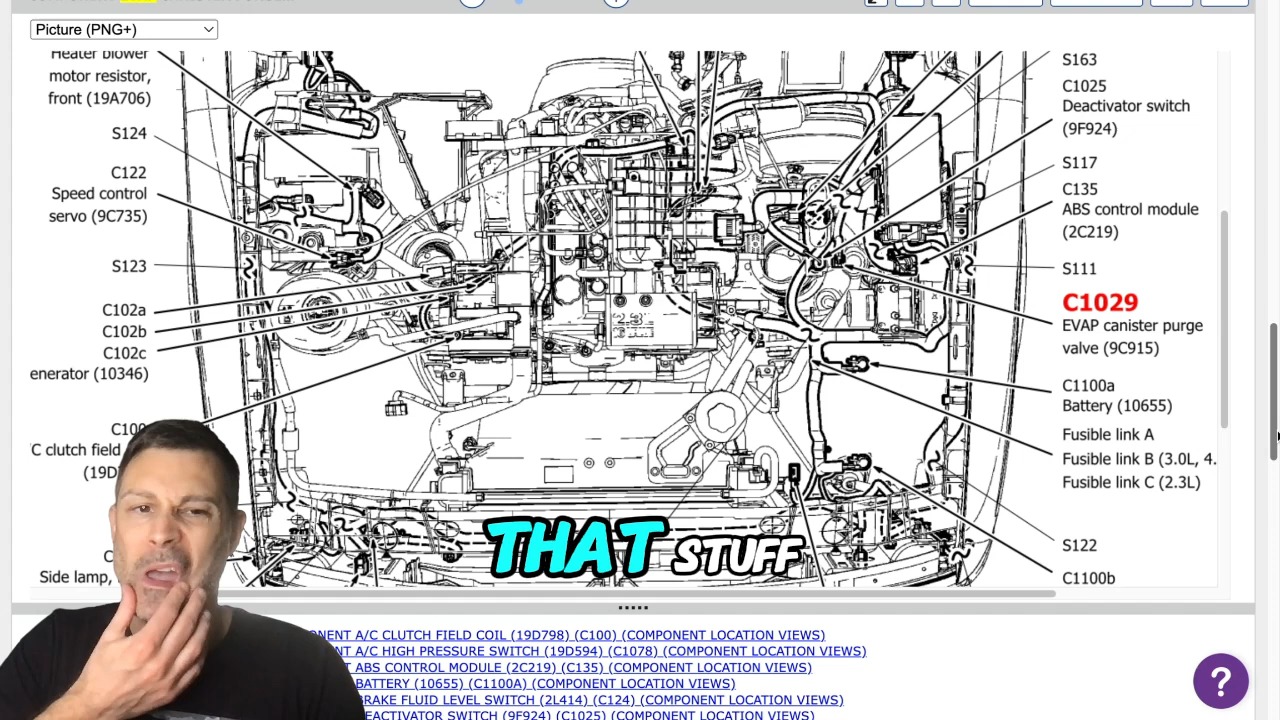 Picture (PNG+)
Heater blower
motor resistor,
front (19A706)
S124
C122
Speed control
servo (9C735)
S123
C102a
C102b
C102c
enerator (10346)
C100
C clutch field
(19D7
C
Side lamp,
2.3L
S163
C1025
Deactivator switch
(9F924)
S117
C135
ABS control module
(2C219)
S111
C1029
EVAP canister purge
valve (9C915)
C1100a
Battery (10655)
Fusible link A
Fusible link B (3.0L, 4.
Fusible link C (2.3L)
S122
C1100b
THAT STUFF
ONENT A/C CLUTCH FIELD COIL (19D798) (C100) (COMPONENT LOCATION VIEWS)
NT A/C HIGH PRESSURE SWITCH (19D594) (C1078) (COMPONENT LOCATION VIEWS)
NT ABS CONTROL MODULE (2C219) (C135) (COMPONENT LOCATION VIEWS)
BATTERY (10655) (C1100A) (COMPONENT LOCATION VIEWS)
BRAKE FLUID LEVEL SWITCH (2L414) (C124) (COMPONENT LOCATION VIEWS)
DEACTIVATOR SWITCH (9F924) (C1025) (COMPONENT LOCATION VIEWS)
?